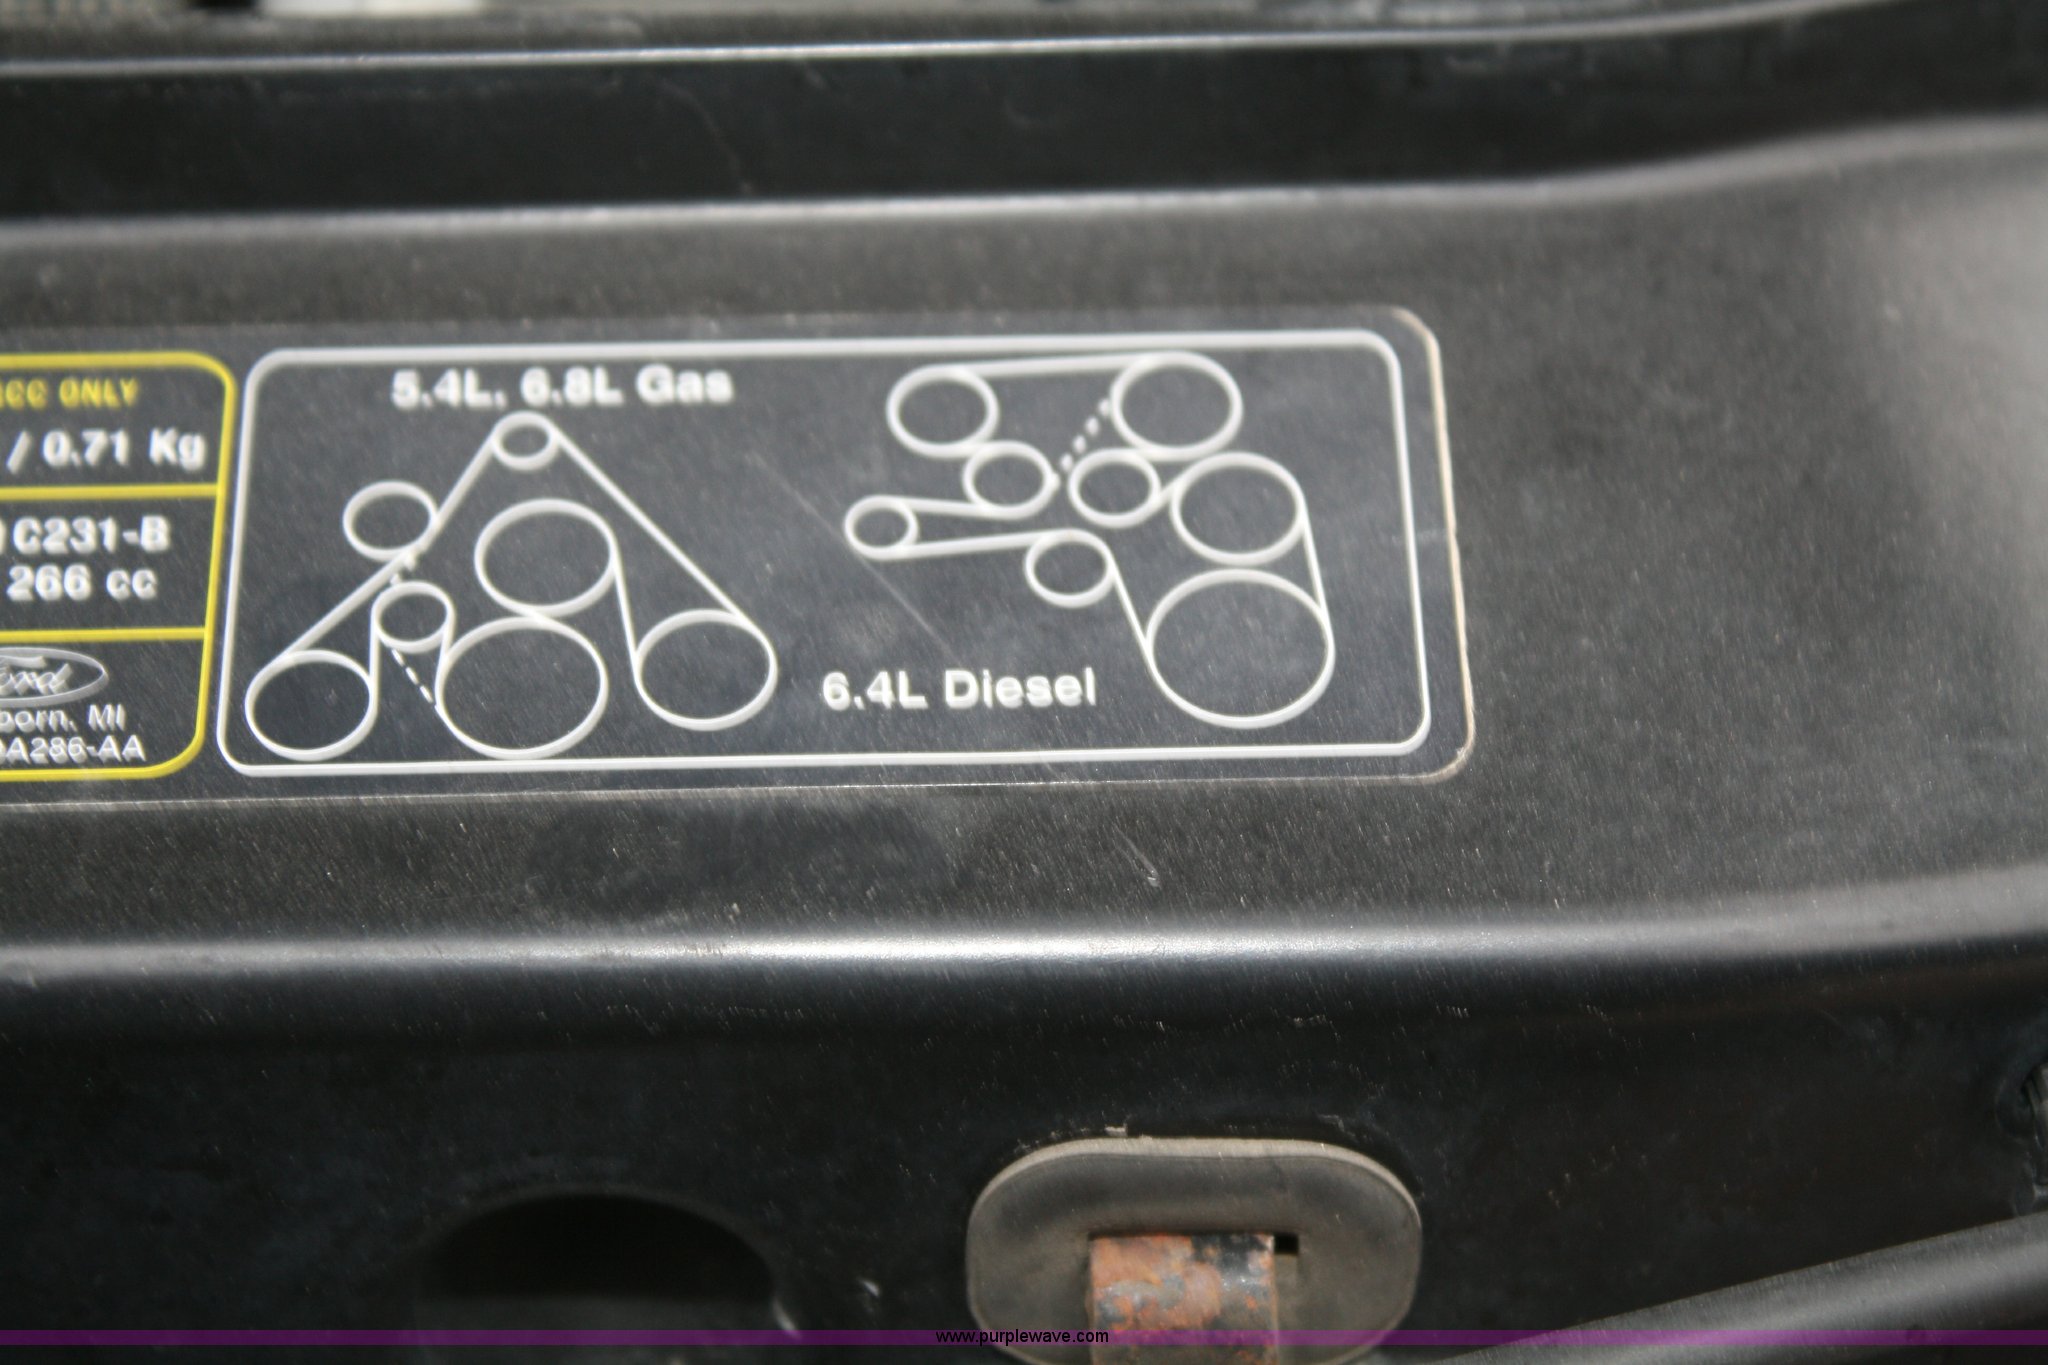 CC ONLY
/ 0.71 Kg
C231-B
266 cc
Ford
born, MI
A286-AA
5.4L, 6.8L Gas
6.4L Diesel
www.purplewave.com